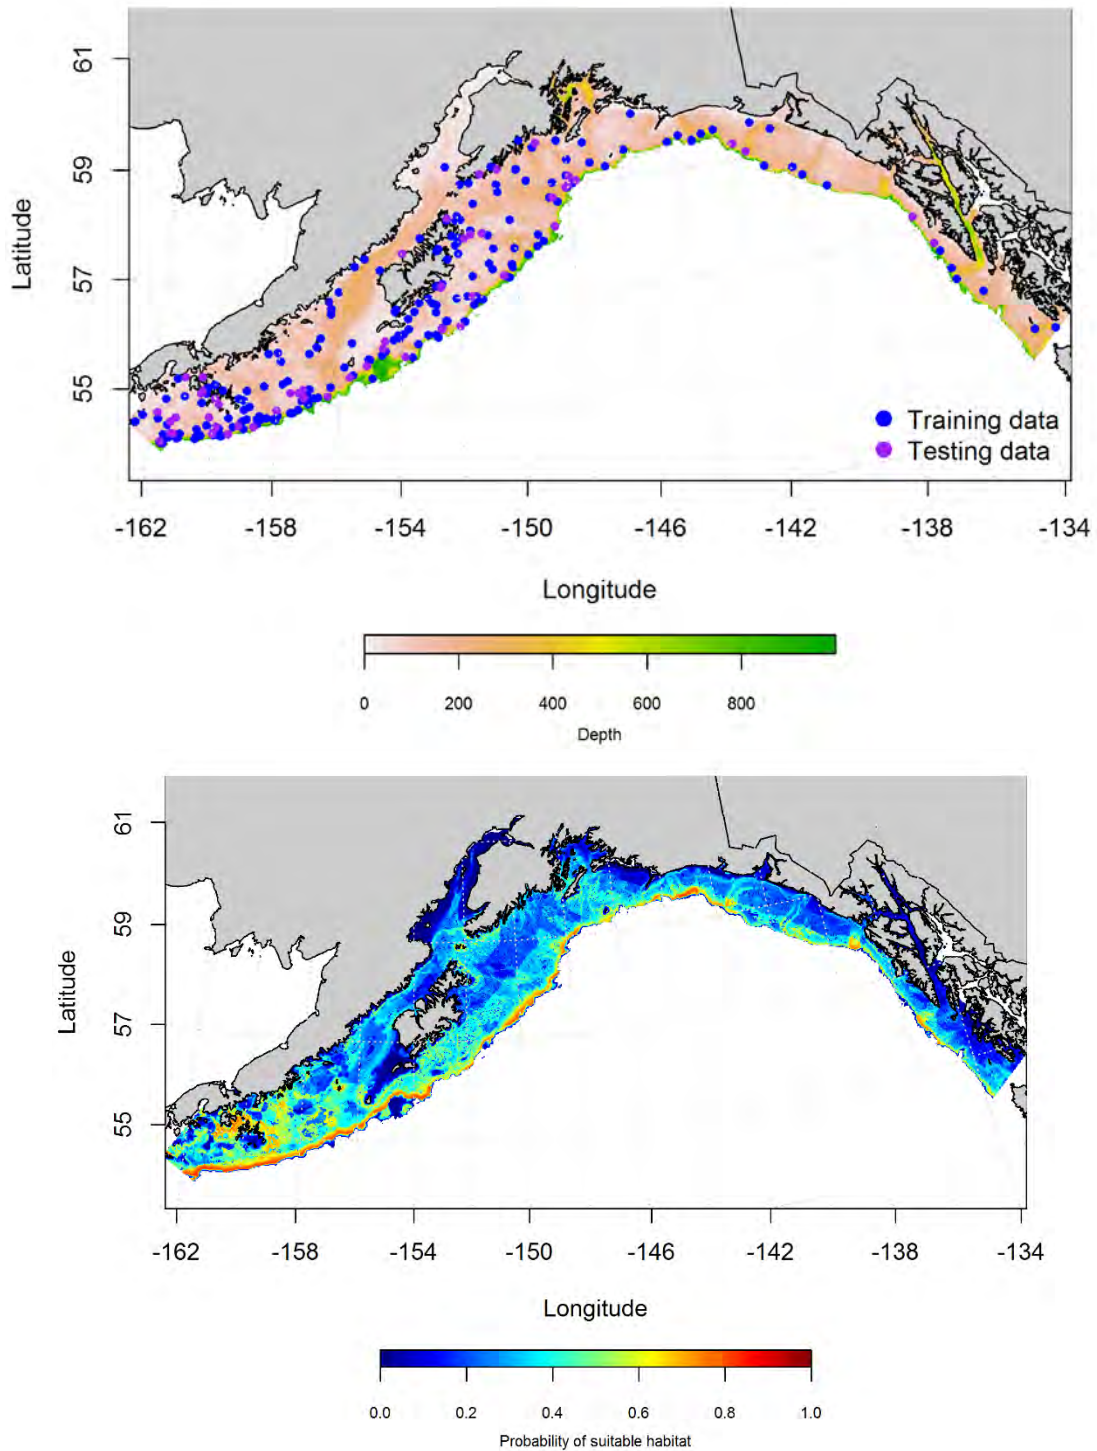 61
59
57
55
Latitude
Training data
Testing data
-162 -158 -154 -150 -146 -142 -138 -134
Longitude
0 200 400 600 800
Depth
61
59
57
55
Latitude
-162 -158 -154 -150 -146 -142 -138 -134
Longitude
0.0 0.2 0.4 0.6 0.8 1.0
Probability of suitable habitat